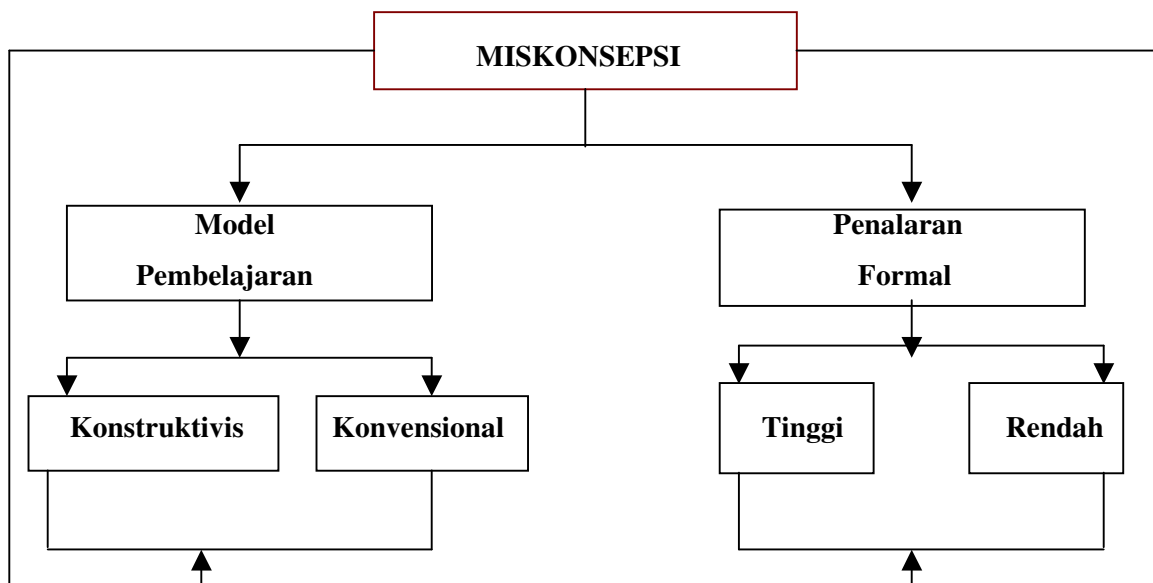 MISKONSEPSI
Model
Pembelajaran
Penalaran
Formal
Konstruktivis
Konvensional
Tinggi
Rendah